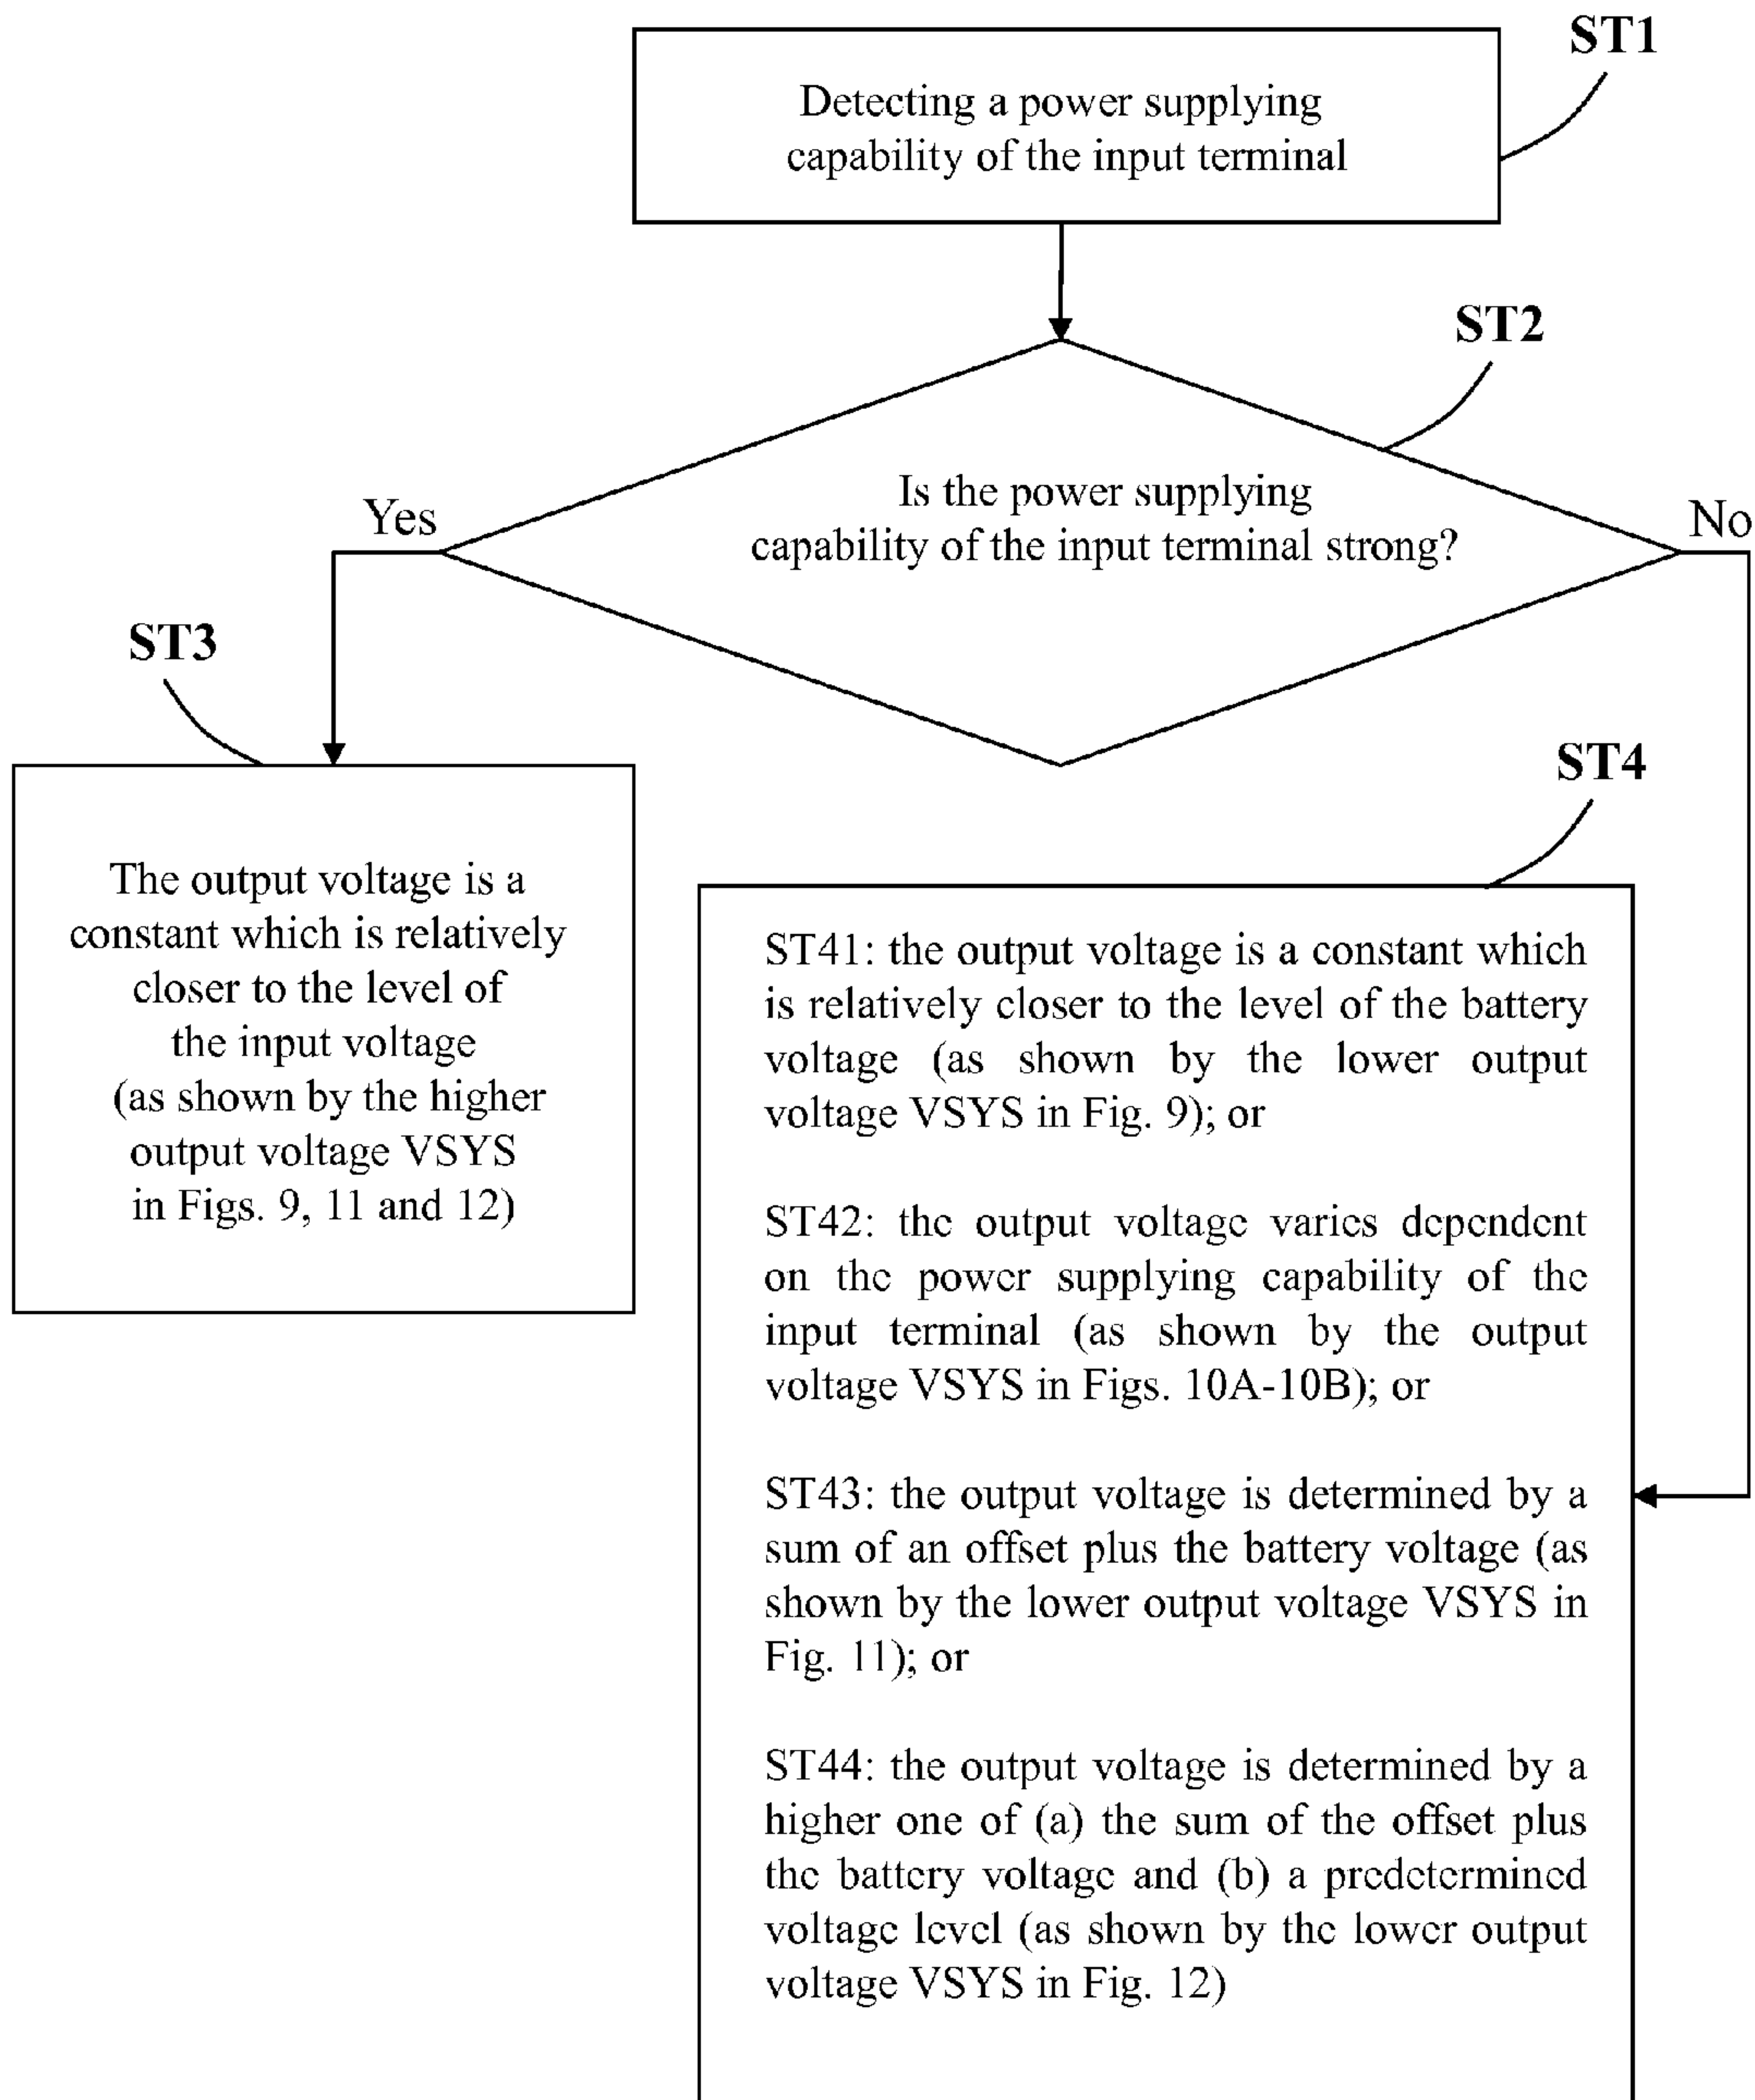 ST1
Detecting a power supplying
capability of the input terminal
ST2
Is the power supplying
capability of the input terminal strong?
Yes
No
ST3
The output voltage is a
constant which is relatively
closer to the level of
the input voltage
(as shown by the higher
output voltage VSYS
in Figs. 9, 11 and 12)
ST4
ST41: the output voltage is a constant which
is relatively closer to the level of the battery
voltage (as shown by the lower output
voltage VSYS in Fig. 9); or
ST42: the output voltage varies dependent
on the power supplying capability of the
input terminal (as shown by the output
voltage VSYS in Figs. 10A-10B); or
ST43: the output voltage is determined by a
sum of an offset plus the battery voltage (as
shown by the lower output voltage VSYS in
Fig. 11); or
ST44: the output voltage is determined by a
higher one of (a) the sum of the offset plus
the battery voltage and (b) a predetermined
voltage level (as shown by the lower output
voltage VSYS in Fig. 12)